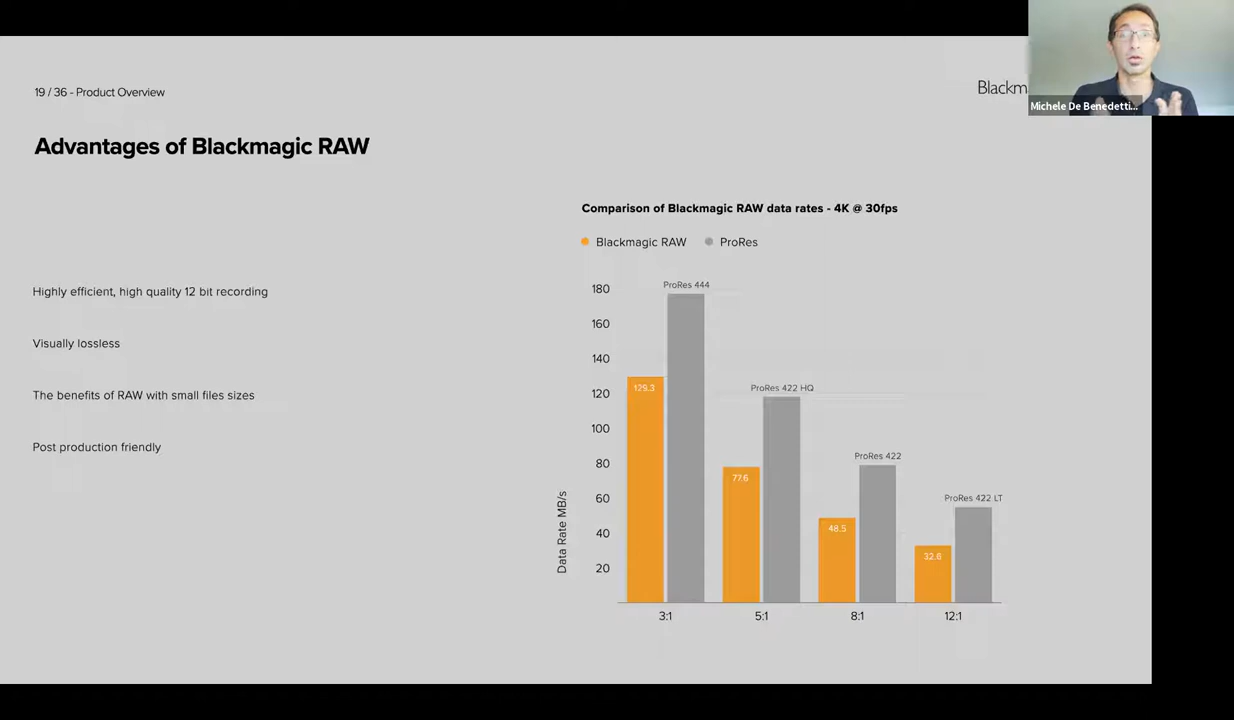 19 / 36 - Product Overview
Blackma
Michele De Benedetti...
Advantages of Blackmagic RAW
Highly efficient, high quality 12 bit recording
Visually lossless
The benefits of RAW with small files sizes
Post production friendly
Comparison of Blackmagic RAW data rates - 4K @ 30fps
Blackmagic RAW
ProRes
Data Rate MB/s
180
160
140
120
100
80
60
40
20
ProRes 444
129.3
ProRes 422 HQ
77.6
ProRes 422
48.5
ProRes 422 LT
32.6
3:1
5:1
8:1
12:1